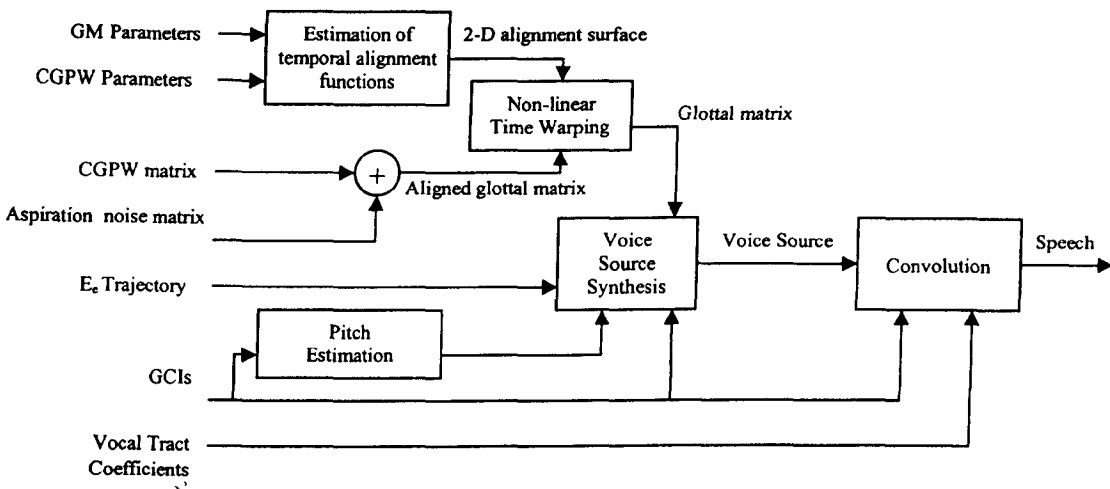 GM Parameters
CGPW Parameters
Estimation of
temporal alignment
functions
2-D alignment surface
Non-linear
Time Warping
Glottal matrix
CGPW matrix
+
Aligned glottal matrix
Aspiration noise matrix
Voice
Source
Synthesis
Voice Source
Convolution
Speech
Ee Trajectory
Pitch
Estimation
GCIs
Vocal Tract
Coefficients